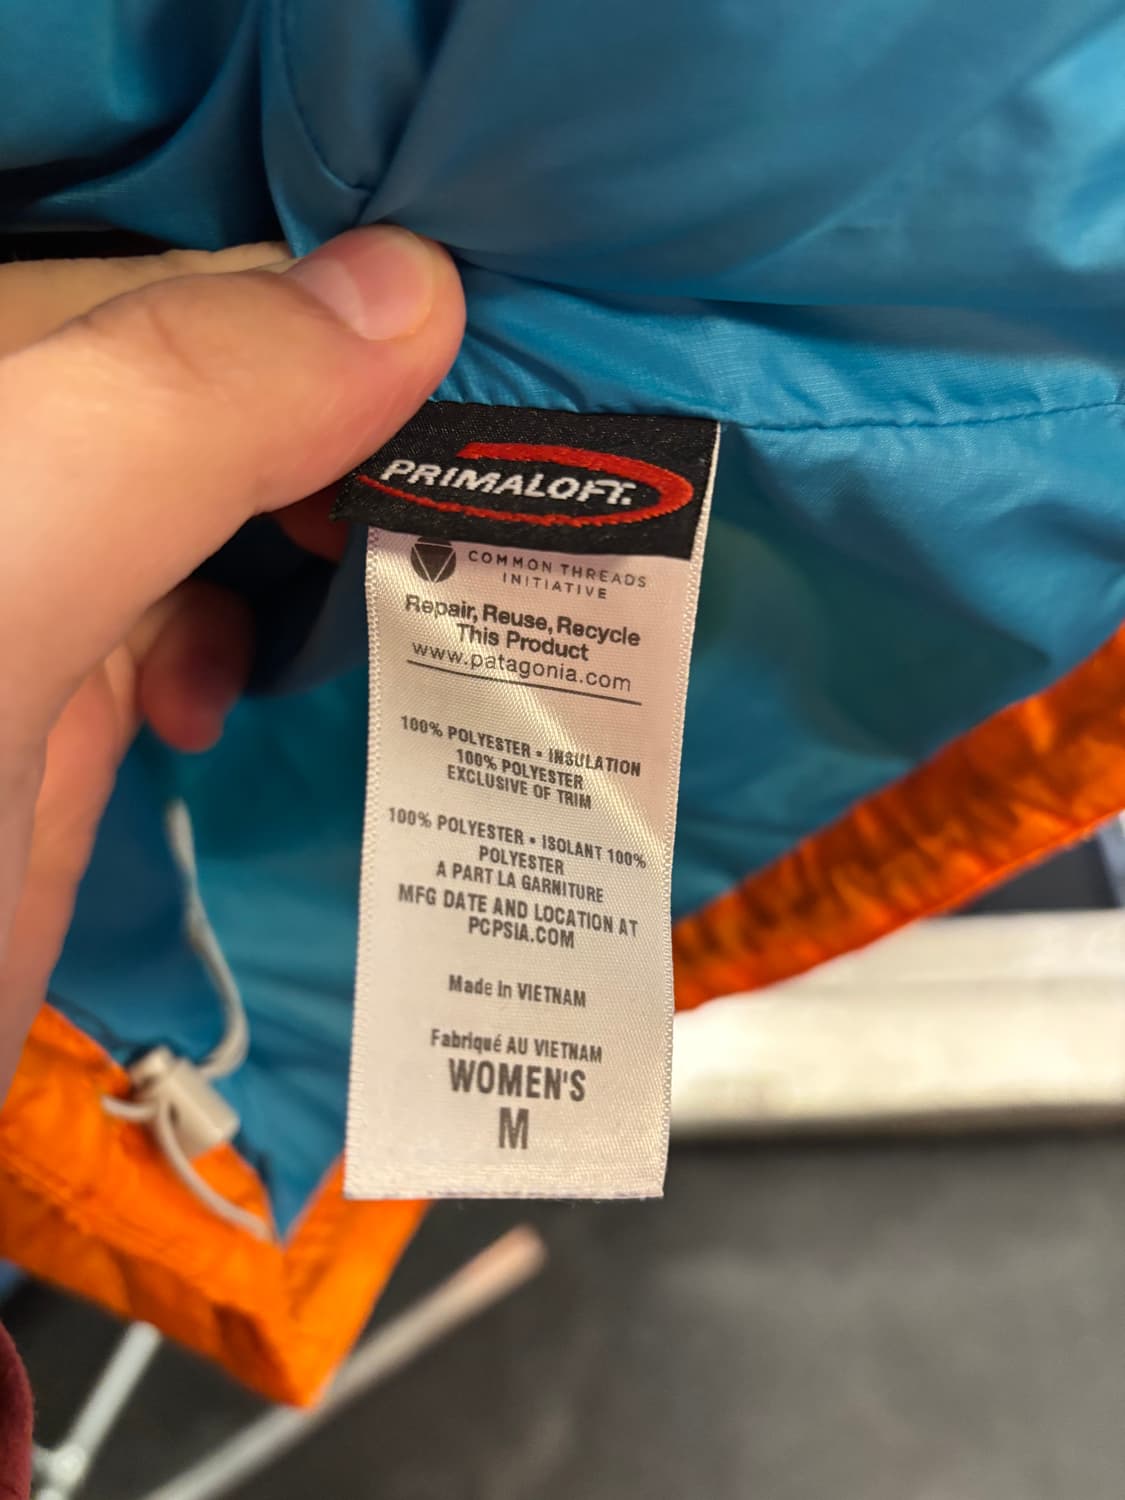 PRIMALOFT.
COMMON THREADS
INITIATIVE
Repair, Reuse, Recycle
This Product
www.patagonia.com
100% POLYESTER • INSULATION
100% POLYESTER
EXCLUSIVE OF TRIM
100% POLYESTER • ISOLANT 100%
POLYESTER
A PART LA GARNITURE
MFG DATE AND LOCATION AT
PCPSIA.COM
Made in VIETNAM
Fabriqué AU VIETNAM
WOMEN'S
M